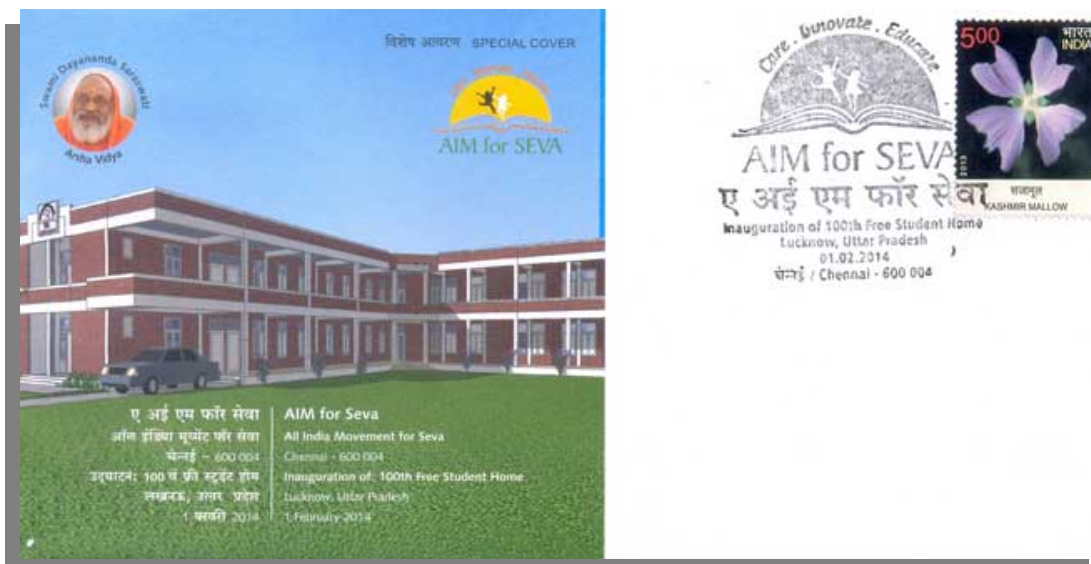 विशेष आवरण SPECIAL COVER
Swami Dayananda Saraswati
Arsha Vidya
AIM for SEVA
ए अई एम फॉर सेवा
ऑल इंडिया मूव्मेंट फॉर सेवा
चेन्नई – 600 004
उद्घाटन: 100 वें फ्री स्टूडेंट होम
लखनऊ, उत्तर प्रदेश
1 फरवरी 2014
AIM for Seva
All India Movement for Seva
Chennai - 600 004
Inauguration of 100th Free Student Home
Lucknow, Uttar Pradesh
1 February 2014
Care . Innovate . Educate
AIM for SEVA
ए अई एम फॉर सेवा
Inauguration of 100th Free Student Home
Lucknow, Uttar Pradesh
01.02.2014
चेन्नई / Chennai - 600 004
5.00
भारत
INDIA
2013
KASHMIR MALLOW